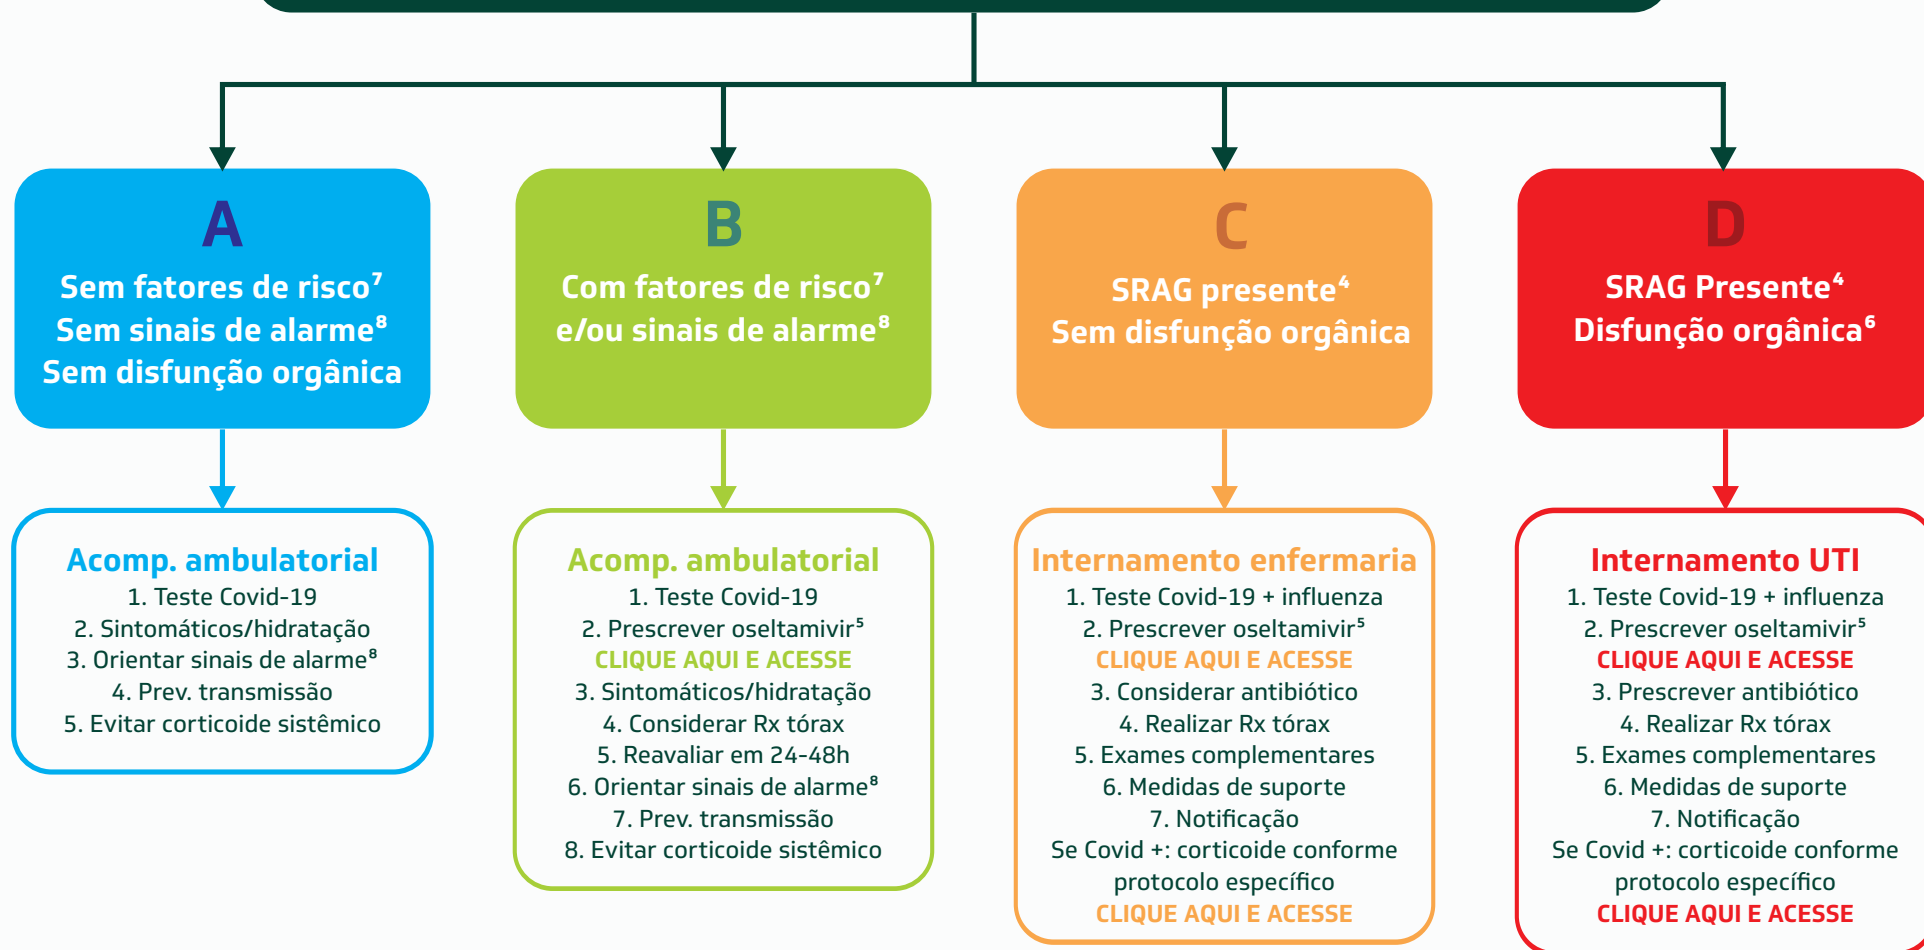 A
Sem fatores de risco⁷
Sem sinais de alarme⁸
Sem disfunção orgânica
B
Com fatores de risco⁷
e/ou sinais de alarme⁸
C
SRAG presente⁴
Sem disfunção orgânica
D
SRAG Presente⁴
Disfunção orgânica⁶
Acomp. ambulatorial
1. Teste Covid-19
2. Sintomáticos/hidratação
3. Orientar sinais de alarme⁸
4. Prev. transmissão
5. Evitar corticoide sistêmico
Acomp. ambulatorial
1. Teste Covid-19
2. Prescrever oseltamivir⁵
CLIQUE AQUI E ACESSE
3. Sintomáticos/hidratação
4. Considerar Rx tórax
5. Reavaliar em 24-48h
6. Orientar sinais de alarme⁸
7. Prev. transmissão
8. Evitar corticoide sistêmico
Internamento enfermaria
1. Teste Covid-19 + influenza
2. Prescrever oseltamivir⁵
CLIQUE AQUI E ACESSE
3. Considerar antibiótico
4. Realizar Rx tórax
5. Exames complementares
6. Medidas de suporte
7. Notificação
Se Covid +: corticoide conforme
protocolo específico
CLIQUE AQUI E ACESSE
Internamento UTI
1. Teste Covid-19 + influenza
2. Prescrever oseltamivir⁵
CLIQUE AQUI E ACESSE
3. Prescrever antibiótico
4. Realizar Rx tórax
5. Exames complementares
6. Medidas de suporte
7. Notificação
Se Covid +: corticoide conforme
protocolo específico
CLIQUE AQUI E ACESSE